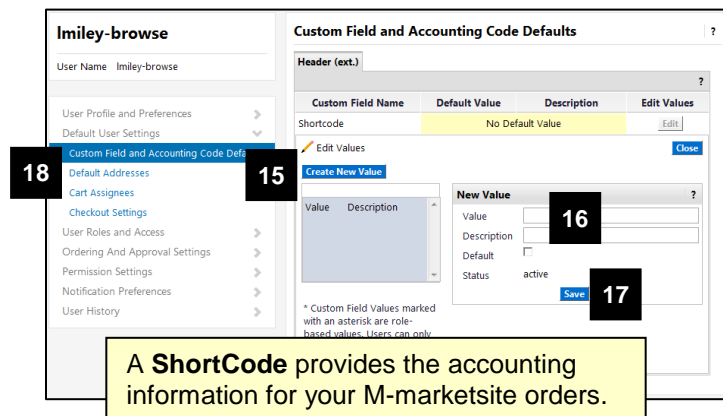 lmiley-browse
User Name lmiley-browse
User Profile and Preferences
Default User Settings
Custom Field and Accounting Code Defa
18
Default Addresses
Cart Assignees
Checkout Settings
User Roles and Access
Ordering And Approval Settings
Permission Settings
Notification Preferences
User History
Custom Field and Accounting Code Defaults ?
Header (ext.)
?
Custom Field Name Default Value Description Edit Values
Shortcode No Default Value Edit
Edit Values Close
15
Create New Value
Value Description
New Value ?
Value
16
Description
Default
Status active
Save
17
* Custom Field Values marked
with an asterisk are role-
based values. Users can only
A ShortCode provides the accounting
information for your M-marketsite orders.